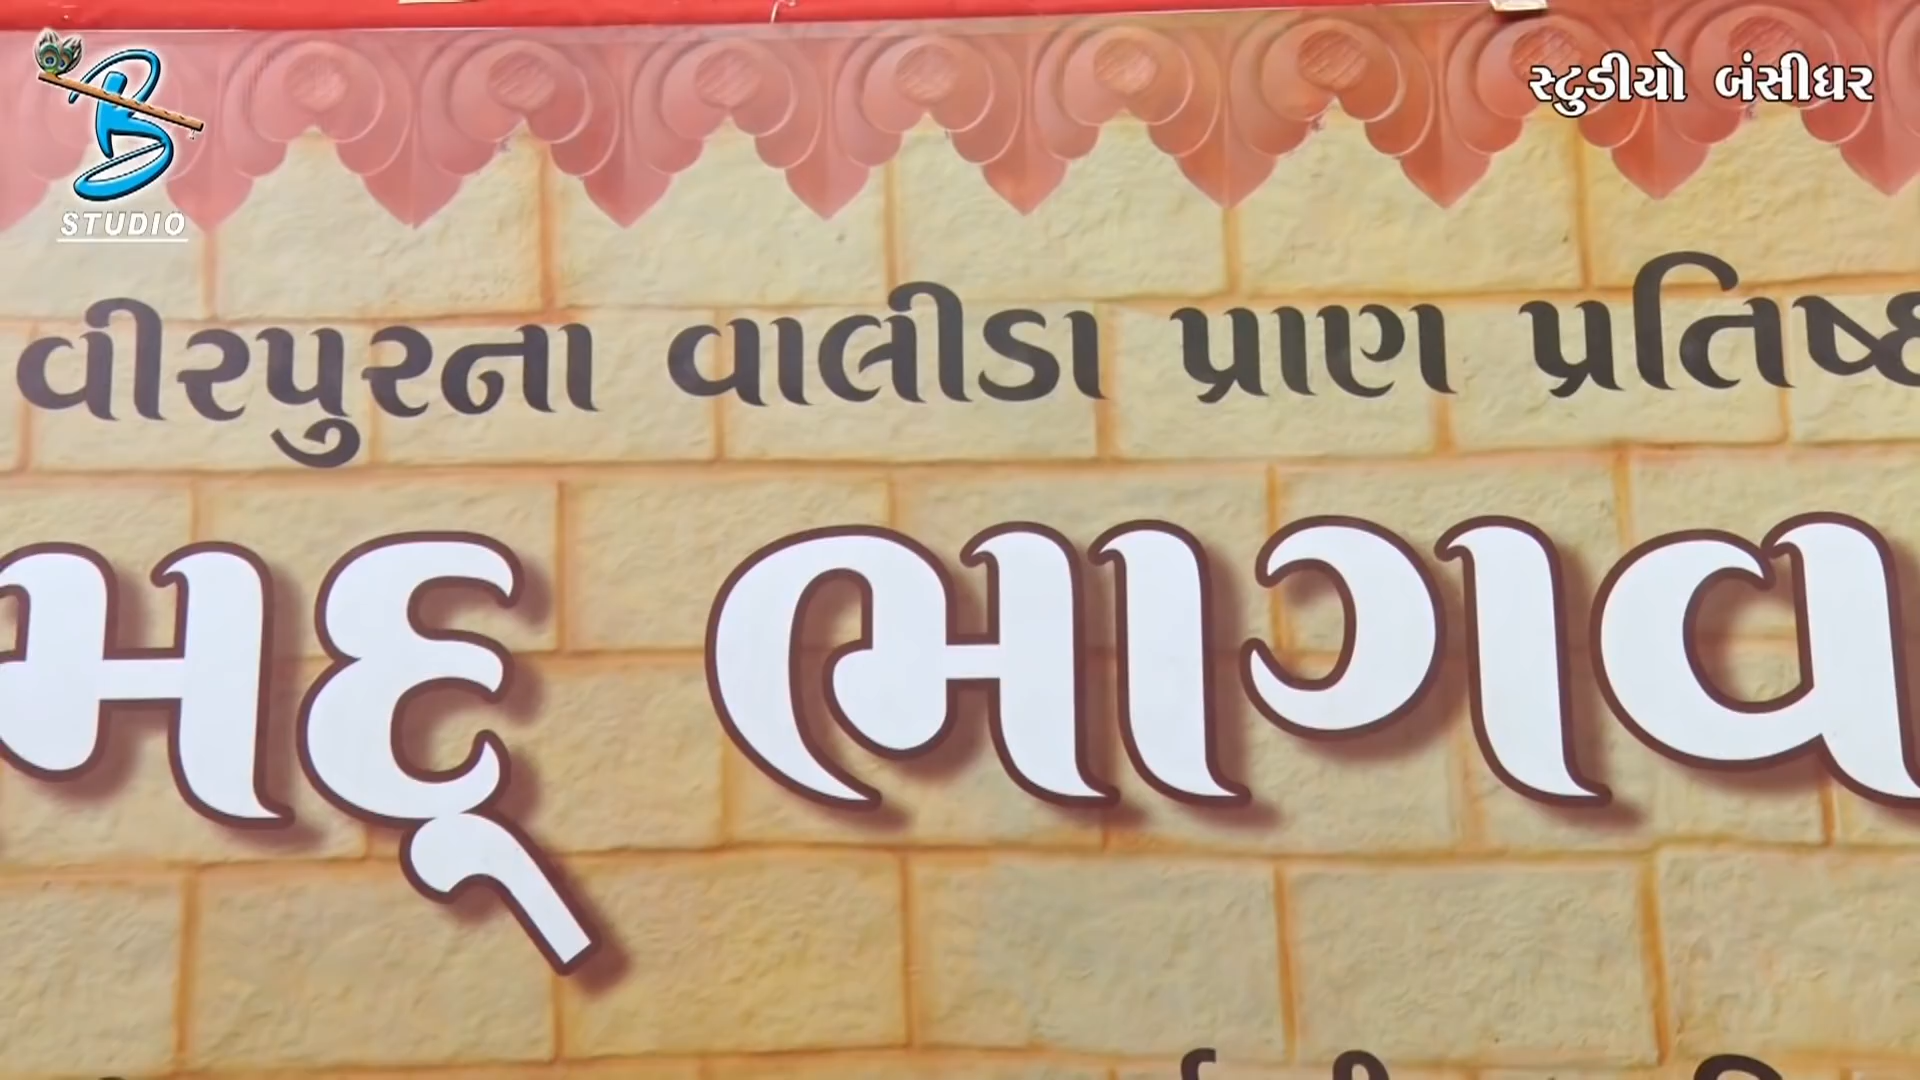 STUDIO
સ્ટુડીયો બંસીધર
વીરપુરના વાલીડા પ્રાણ પ્રતિષ્ઠ
મદ્ ભાગવ